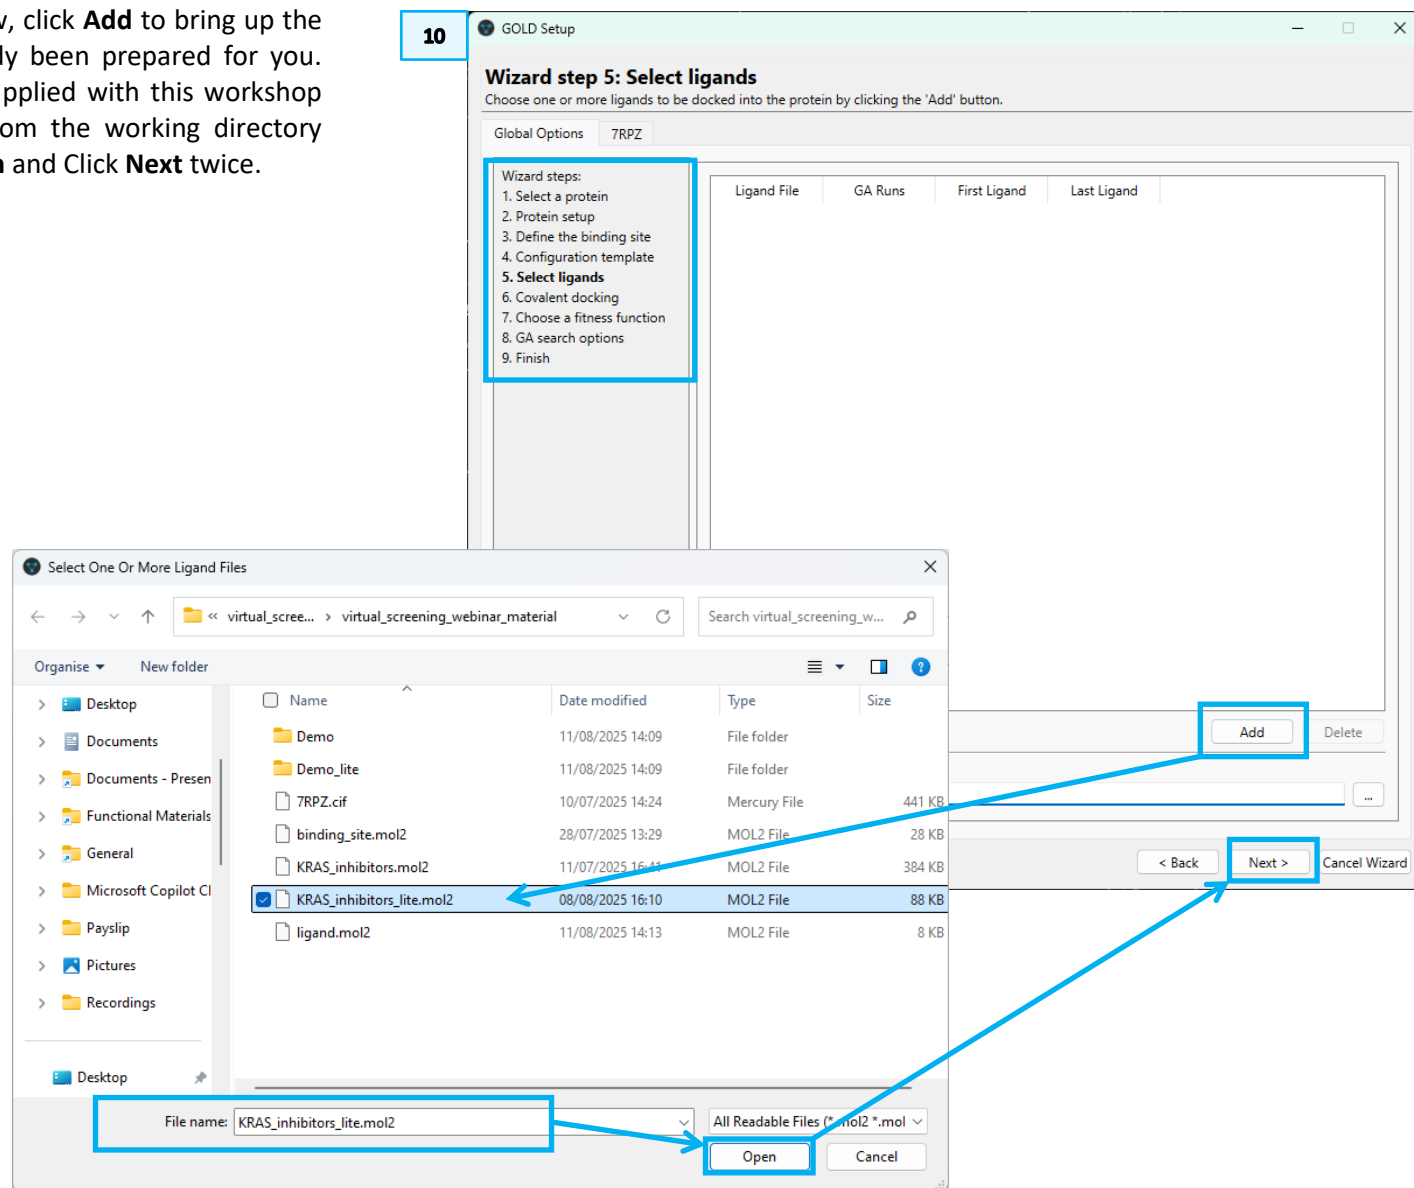 , click Add to bring up the
been prepared for you.
with this workshop
the working directory
and Click Next twice.
10
GOLD Setup
Wizard step 5: Select ligands
Choose one or more ligands to be docked into the protein by clicking the 'Add' button.
Global Options 7RPZ
Wizard steps:
1. Select a protein
2. Protein setup
3. Define the binding site
4. Configuration template
5. Select ligands
6. Covalent docking
7. Choose a fitness function
8. GA search options
9. Finish
Ligand File GA Runs First Ligand Last Ligand
Add Delete
...
< Back Next > Cancel Wizard
Select One Or More Ligand Files
« virtual_scree... › virtual_screening_webinar_material
Search virtual_screening_w...
Organise New folder
Name Date modified Type Size
Desktop
Documents
Documents - Presen
Functional Materials
General
Microsoft Copilot Cl
Payslip
Pictures
Recordings
Desktop
Demo 11/08/2025 14:09 File folder
Demo_lite 11/08/2025 14:09 File folder
7RPZ.cif 10/07/2025 14:24 Mercury File 441 KB
binding_site.mol2 28/07/2025 13:29 MOL2 File 28 KB
KRAS_inhibitors.mol2 11/07/2025 16:41 MOL2 File 384 KB
KRAS_inhibitors_lite.mol2 08/08/2025 16:10 MOL2 File 88 KB
ligand.mol2 11/08/2025 14:13 MOL2 File 8 KB
File name: KRAS_inhibitors_lite.mol2
All Readable Files (*.mol2 *.mol
Open Cancel